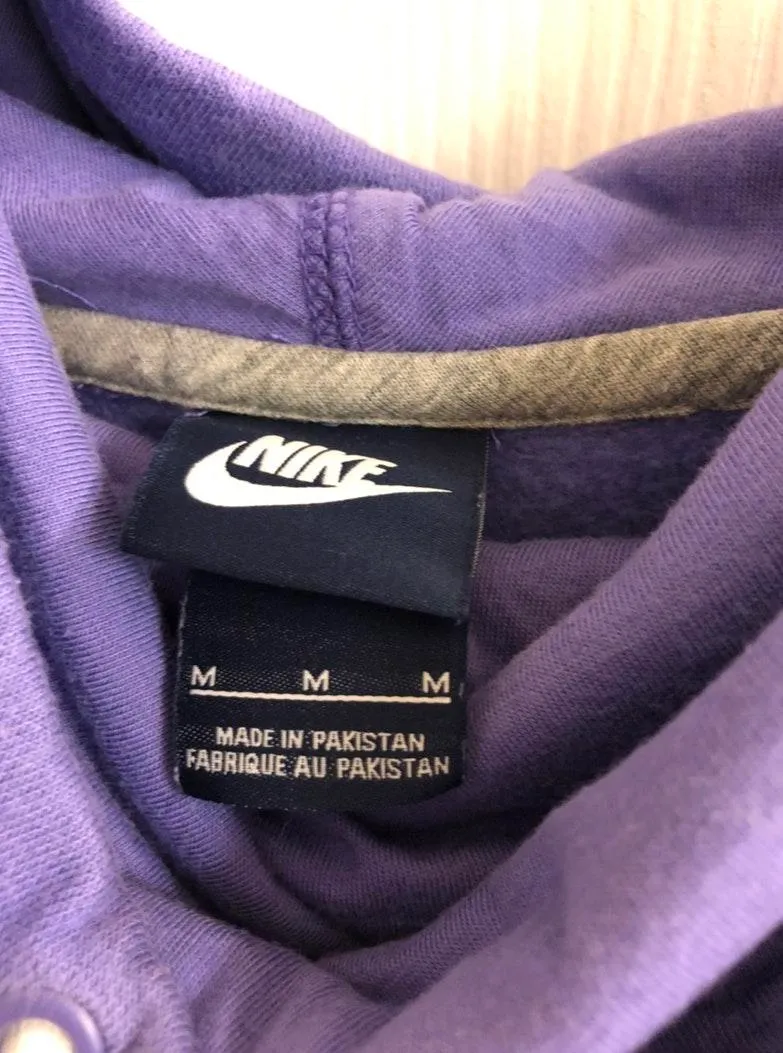 NIKE
M M M
MADE IN PAKISTAN
FABRIQUE AU PAKISTAN